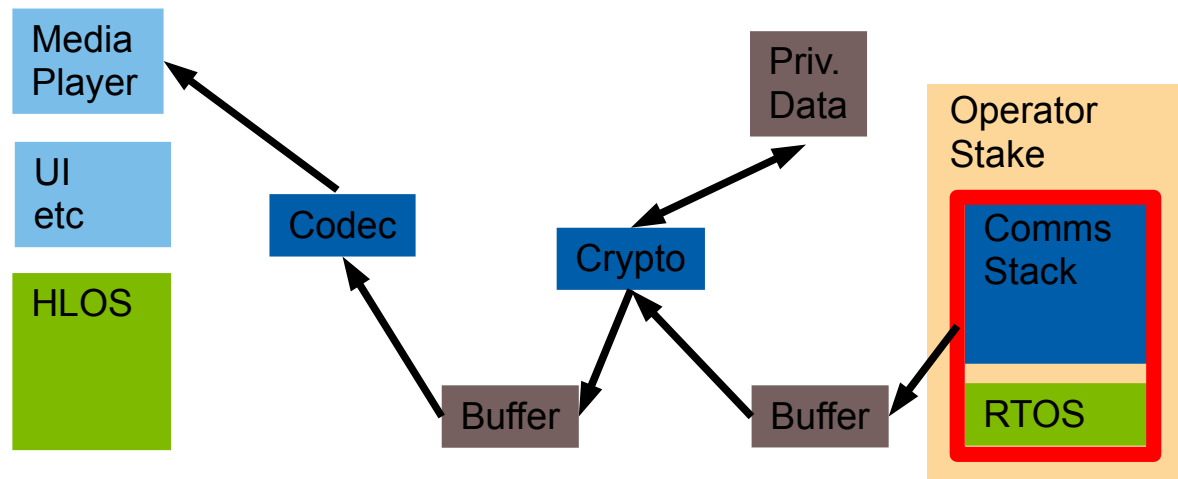 Media
Player
UI
etc
HLOS
Codec
Buffer
Crypto
Priv.
Data
Buffer
Operator
Stake
Comms
Stack
RTOS